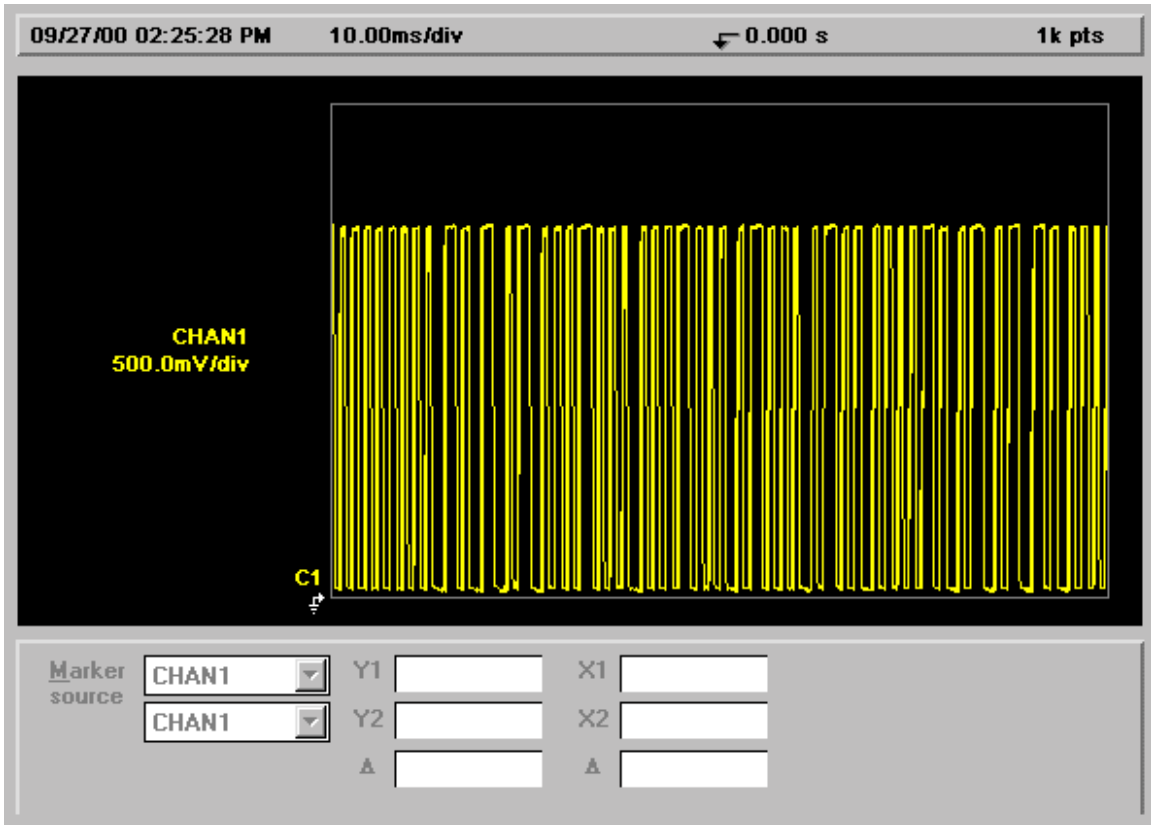 09/27/00 02:25:28 PM 10.00ms/div 0.000 s 1k pts
CHAN1
500.0mV/div
C1
Marker source CHAN1 Y1 X1
CHAN1 Y2 X2
Δ Δ